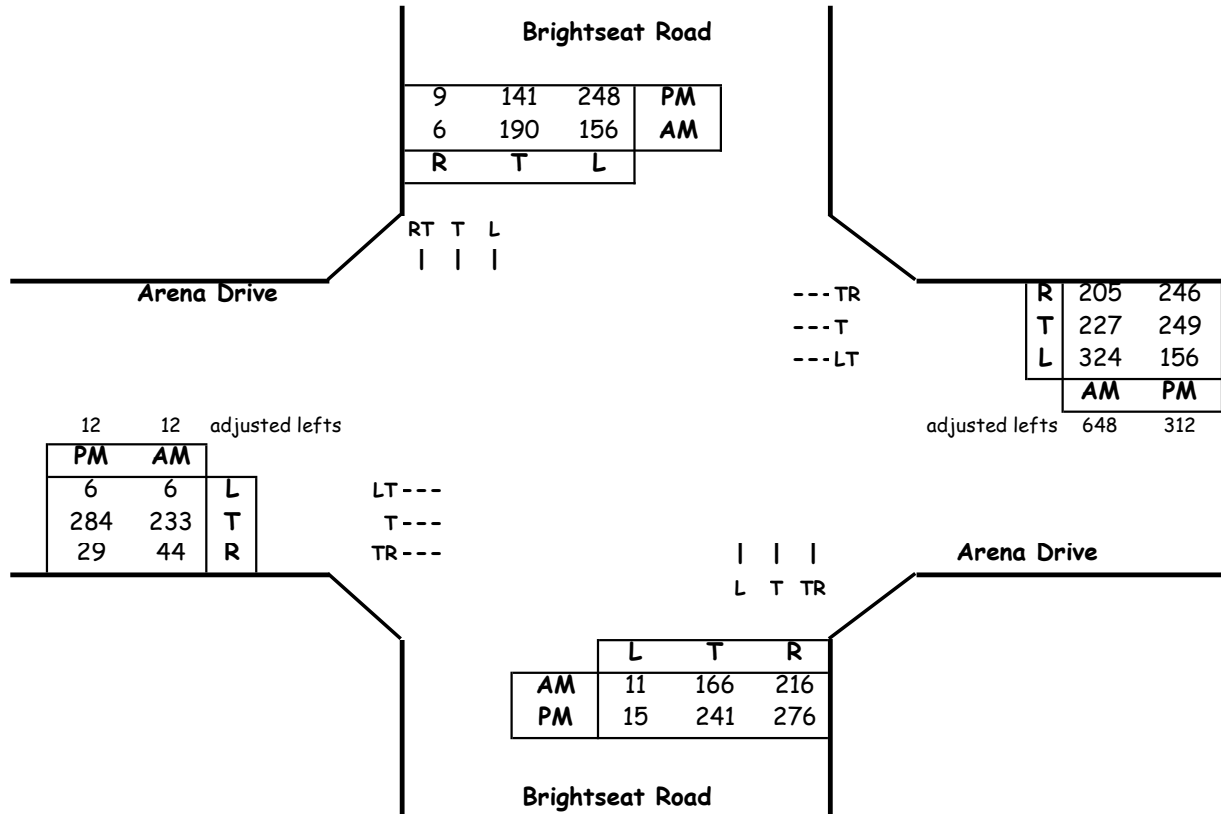 Brightseat Road
9 141 248 PM
6 190 156 AM
R T L
RT T L
Arena Drive
---TR
---T
---LT
R 205 246
T 227 249
L 324 156
AM PM
adjusted lefts 648 312
12 12 adjusted lefts
PM AM
6 6 L
284 233 T
29 44 R
LT---
T---
TR---
Arena Drive
L T TR
L T R
AM 11 166 216
PM 15 241 276
Brightseat Road